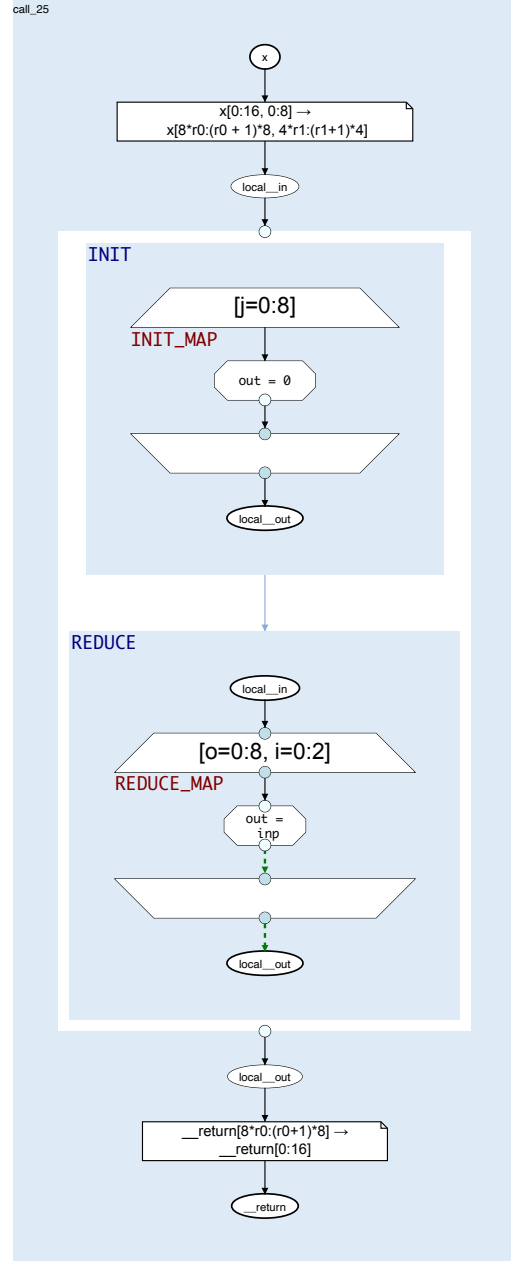 call_25
x
x[0:16, 0:8] →
x[8*r0:(r0 + 1)*8, 4*r1:(r1+1)*4]
local__in
INIT
[j=0:8]
INIT_MAP
out = 0
local__out
REDUCE
local__in
[o=0:8, i=0:2]
REDUCE_MAP
out =
inp
local__out
local__out
__return[8*r0:(r0+1)*8] →
__return[0:16]
__return